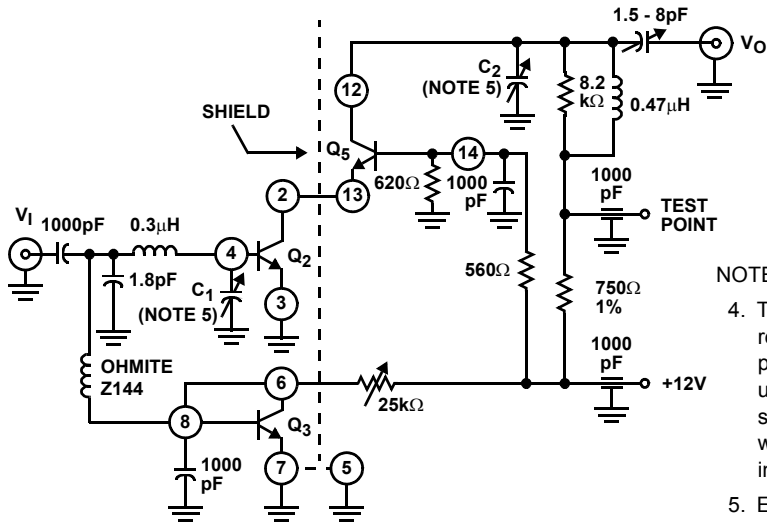 1.5 - 8pF
VO
C2
(NOTE 5)
8.2
kΩ
0.47μH
12
SHIELD
Q5
14
620Ω
1000
pF
1000
pF
TEST
POINT
2
13
VI
1000pF
0.3μH
4
Q2
1.8pF
C1
(NOTE 5)
3
560Ω
750Ω
1%
OHMITE
Z144
6
25kΩ
1000
pF
+12V
8
Q3
1000
pF
7
5
NOTE
4. T
5. E